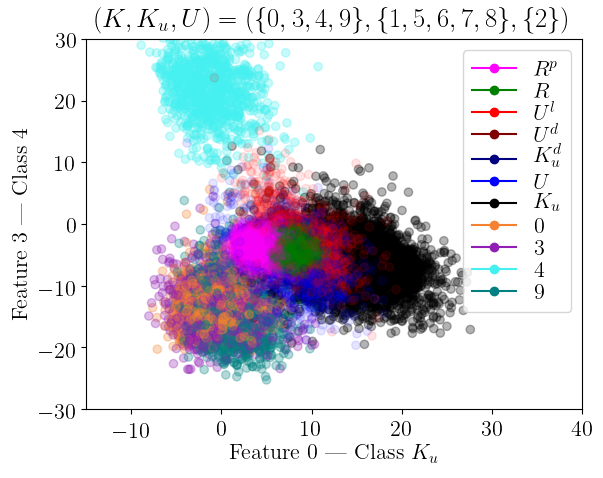 (K, K_u, U) = ({0, 3, 4, 9}, {1, 5, 6, 7, 8}, {2})
30
20
10
0
−10
−20
−30
Feature 3 — Class 4
R^p
R
U^l
U^d
K_u^d
U
K_u
0
3
4
9
−10
0
10
20
30
40
Feature 0 — Class K_u